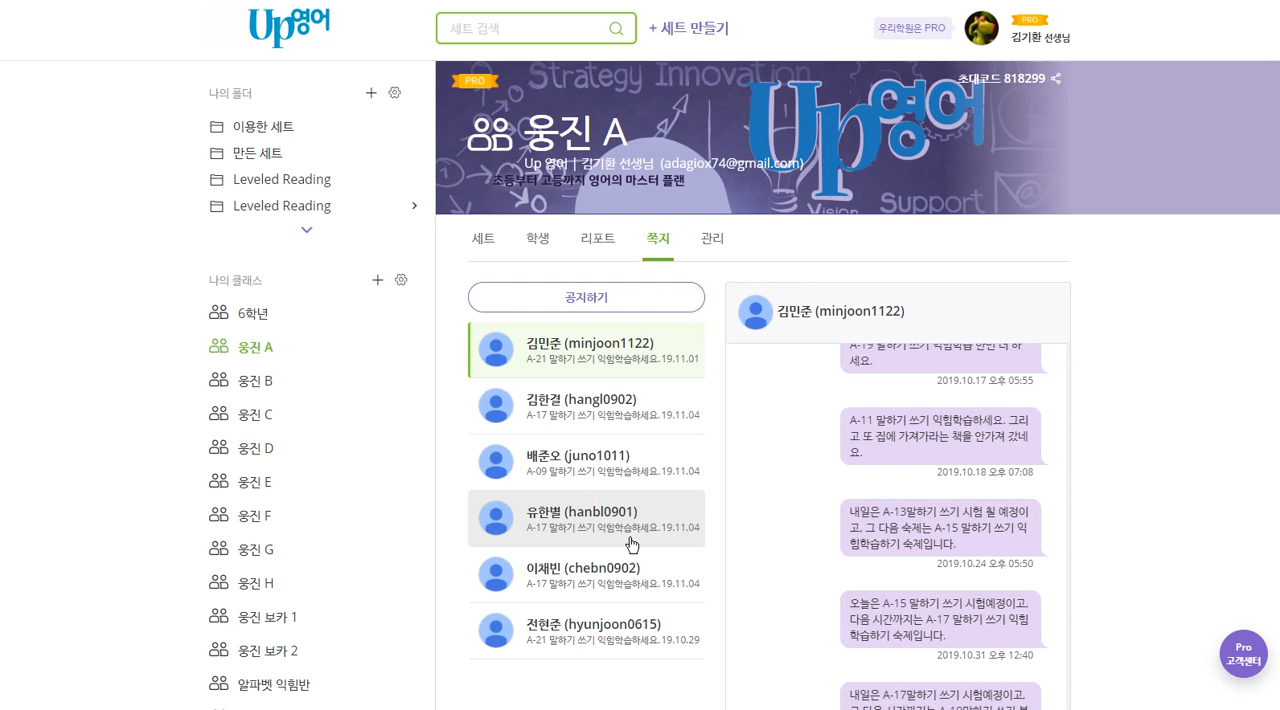 Up영어
세트 검색
+ 세트 만들기
우리학원은 PRO
PRO
김기환 선생님
나의 폴더
이용한 세트
만든 세트
Leveled Reading
Leveled Reading
나의 클래스
6학년
웅진 A
웅진 B
웅진 C
웅진 D
웅진 E
웅진 F
웅진 G
웅진 H
웅진 보카 1
웅진 보카 2
알파벳 익힘반
PRO
Strategy Innovation
초대코드 818299
Up영어
웅진 A
Up 영어 | 김기환 선생님 (adagiox74@gmail.com)
초등부터 고등까지 영어의 마스터 플랜
Vision
Support
세트 학생 리포트 쪽지 관리
공지하기
김민준 (minjoon1122)
A-21 말하기 쓰기 익힘학습하세요. 19.11.01
김한결 (hangl0902)
A-17 말하기 쓰기 익힘학습하세요. 19.11.04
배준오 (juno1011)
A-09 말하기 쓰기 익힘학습하세요. 19.11.04
유한별 (hanbl0901)
A-17 말하기 쓰기 익힘학습하세요. 19.11.04
이채빈 (chebn0902)
A-17 말하기 쓰기 익힘학습하세요. 19.11.04
전현준 (hyunjoon0615)
A-21 말하기 쓰기 익힘학습하세요. 19.10.29
김민준 (minjoon1122)
A-19 말하기 쓰기 익힘학습 한번 더 하
세요.
2019.10.17 오후 05:55
A-11 말하기 쓰기 익힘학습하세요. 그리
고 또 집에 가져가라는 책을 안가져 갔네
요.
2019.10.18 오후 07:08
내일은 A-13말하기 쓰기 시험 칠 예정이
고, 그 다음 숙제는 A-15 말하기 쓰기 익
힘학습하기 숙제입니다.
2019.10.24 오후 05:50
오늘은 A-15 말하기 쓰기 시험예정이고,
다음 시간까지는 A-17 말하기 쓰기 익힘
학습하기 숙제입니다.
2019.10.31 오후 12:40
내일은 A-17말하기 쓰기 시험예정이고,
Pro
고객센터